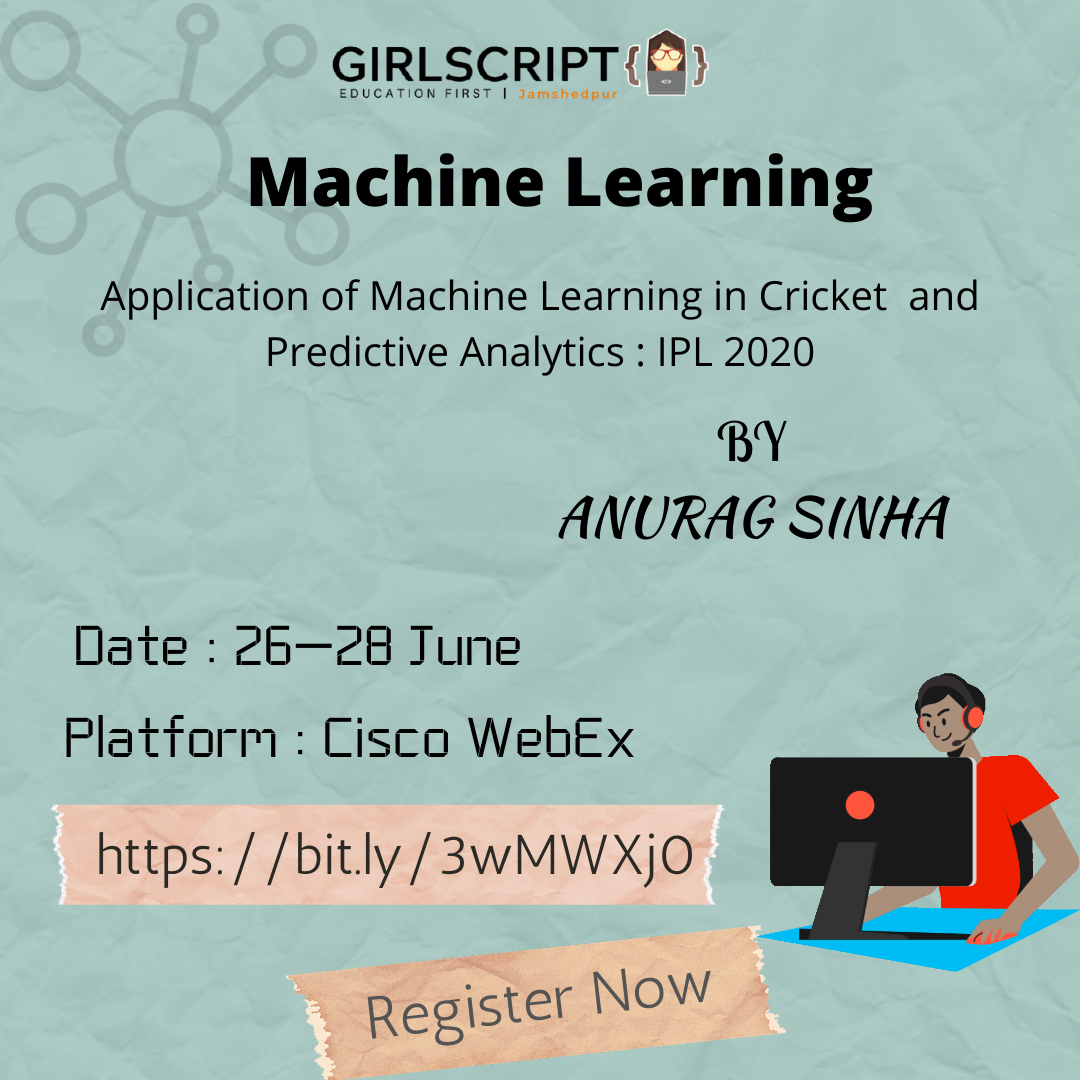 GIRLSCRIPT
EDUCATION FIRST | Jamshedpur
Machine Learning
Application of Machine Learning in Cricket and
Predictive Analytics : IPL 2020
BY
ANURAG SINHA
Date : 26-28 June
Platform : Cisco WebEx
https://bit.ly/3wMWXj0
Register Now